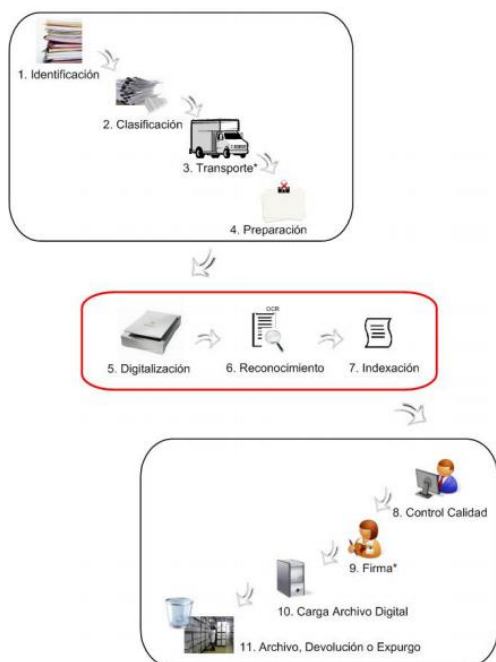 1. Identificación
2. Clasificación
3. Transporte*
4. Preparación
OCR
5. Digitalización
6. Reconocimiento
7. Indexación
8. Control Calidad
9. Firma*
10. Carga Archivo Digital
11. Archivo, Devolución o Expurgo